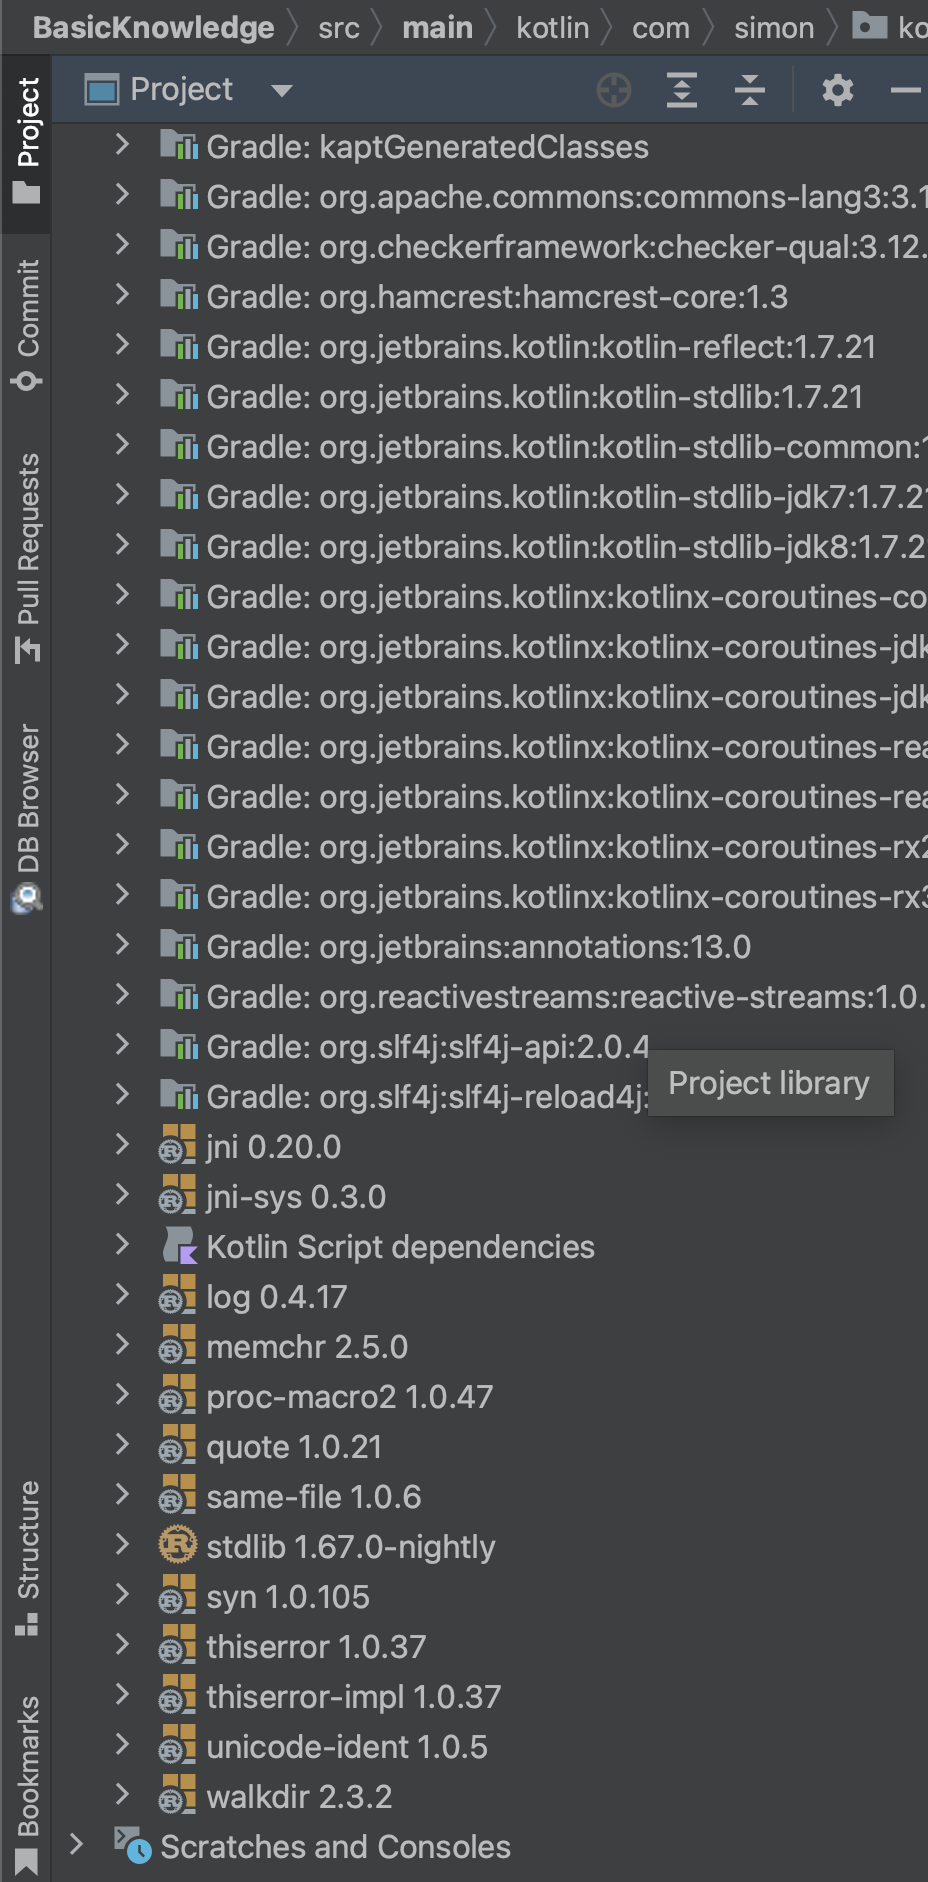 BasicKnowledge src main kotlin com simon ko
Project
Project
Commit
Pull Requests
DB Browser
Structure
Bookmarks
Gradle: kaptGeneratedClasses
Gradle: org.apache.commons:commons-lang3:3.1
Gradle: org.checkerframework:checker-qual:3.12.
Gradle: org.hamcrest:hamcrest-core:1.3
Gradle: org.jetbrains.kotlin:kotlin-reflect:1.7.21
Gradle: org.jetbrains.kotlin:kotlin-stdlib:1.7.21
Gradle: org.jetbrains.kotlin:kotlin-stdlib-common:1
Gradle: org.jetbrains.kotlin:kotlin-stdlib-jdk7:1.7.21
Gradle: org.jetbrains.kotlin:kotlin-stdlib-jdk8:1.7.21
Gradle: org.jetbrains.kotlinx:kotlinx-coroutines-co
Gradle: org.jetbrains.kotlinx:kotlinx-coroutines-jdk
Gradle: org.jetbrains.kotlinx:kotlinx-coroutines-jdk
Gradle: org.jetbrains.kotlinx:kotlinx-coroutines-rea
Gradle: org.jetbrains.kotlinx:kotlinx-coroutines-rea
Gradle: org.jetbrains.kotlinx:kotlinx-coroutines-rx2
Gradle: org.jetbrains.kotlinx:kotlinx-coroutines-rx3
Gradle: org.jetbrains:annotations:13.0
Gradle: org.reactivestreams:reactive-streams:1.0.
Gradle: org.slf4j:slf4j-api:2.0.4
Project library
Gradle: org.slf4j:slf4j-reload4j:
jni 0.20.0
jni-sys 0.3.0
Kotlin Script dependencies
log 0.4.17
memchr 2.5.0
proc-macro2 1.0.47
quote 1.0.21
same-file 1.0.6
stdlib 1.67.0-nightly
syn 1.0.105
thiserror 1.0.37
thiserror-impl 1.0.37
unicode-ident 1.0.5
walkdir 2.3.2
Scratches and Consoles